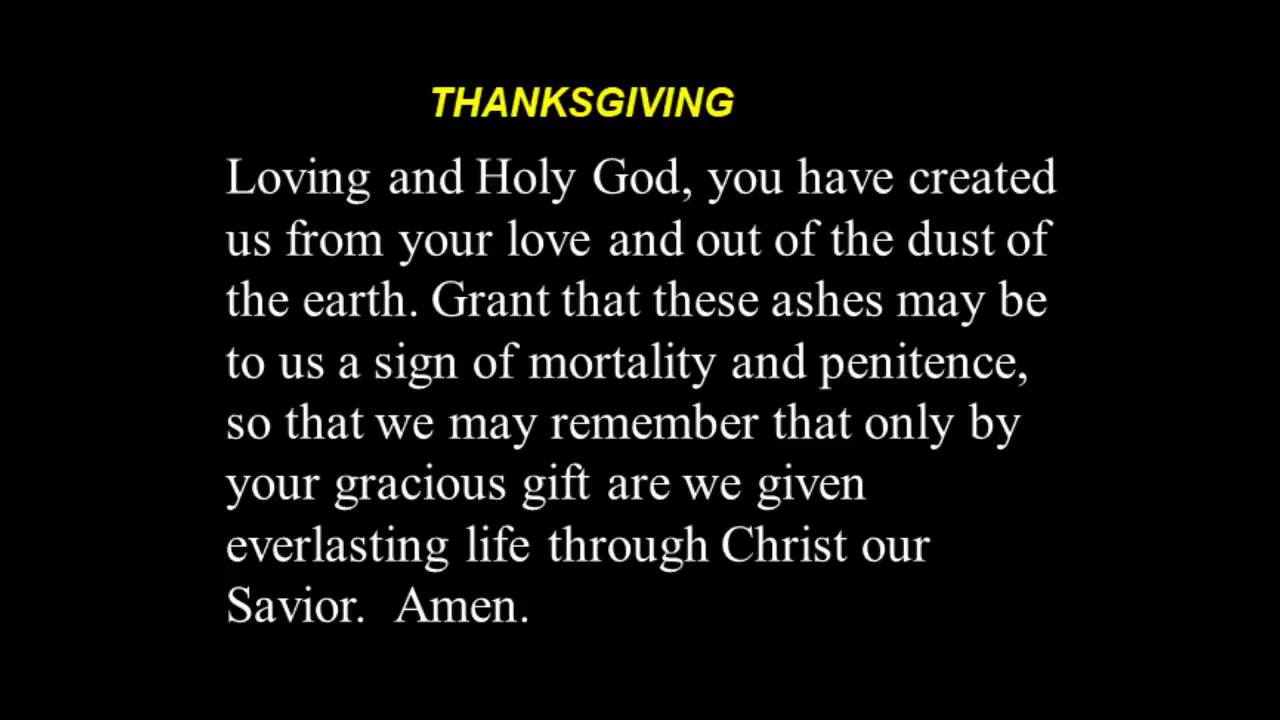 THANKSGIVING
Loving and Holy God, you have created
us from your love and out of the dust of
the earth. Grant that these ashes may be
to us a sign of mortality and penitence,
so that we may remember that only by
your gracious gift are we given
everlasting life through Christ our
Savior. Amen.